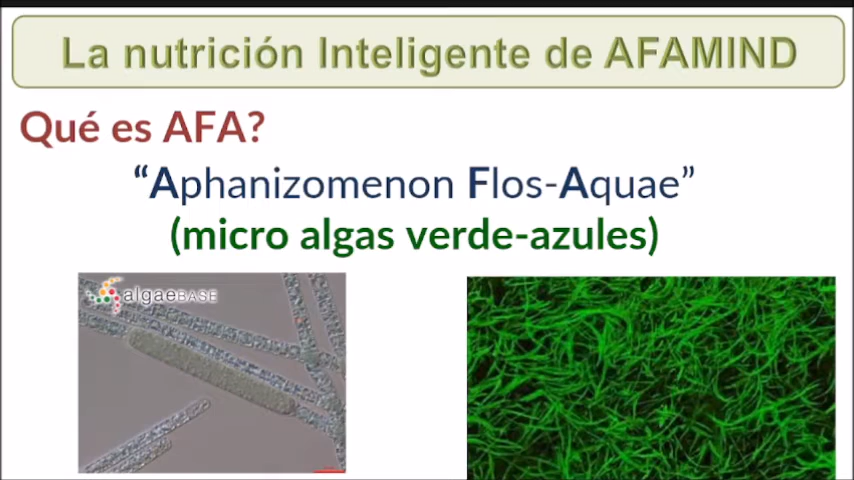 La nutrición Inteligente de AFAMIND
Qué es AFA?
“Aphanizomenon Flos-Aquae”
(micro algas verde-azules)
algaeBASE